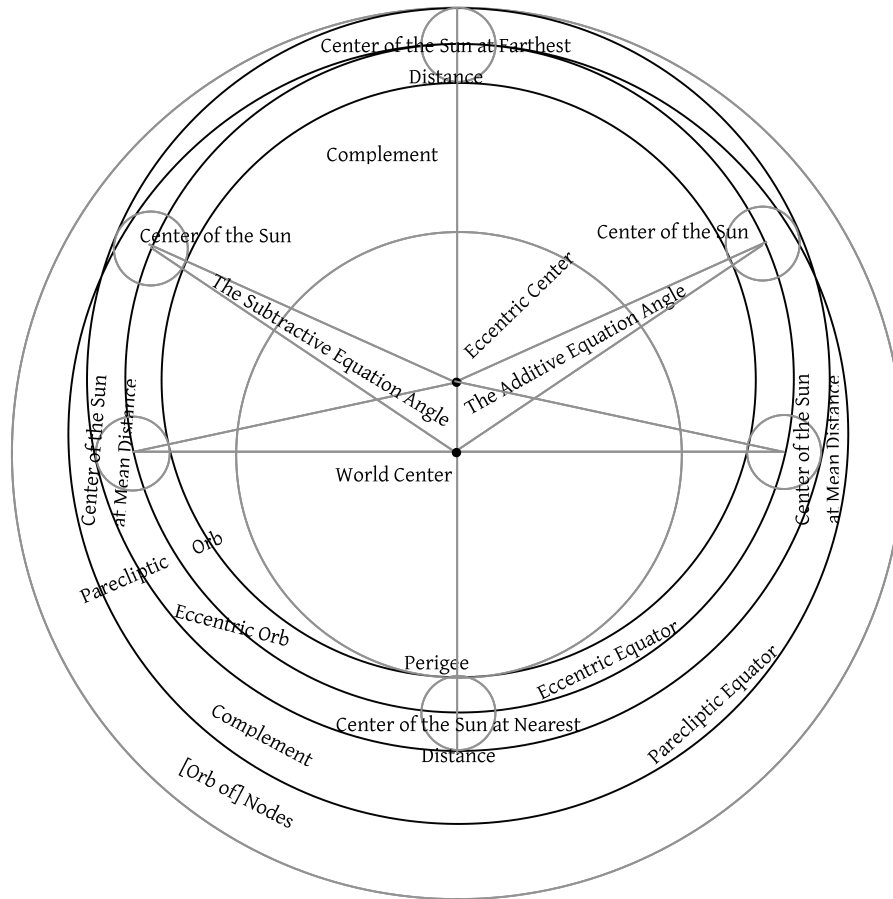 Center of the Sun at Farthest
Distance
Complement
Center of the Sun
Center of the Sun
Eccentric Center
The Subtractive Equation Angle
The Additive Equation Angle
Center of the Sun
at Mean Distance
Center of the Sun
at Mean Distance
World Center
Orb
Parecliptic
Eccentric Orb
Eccentric Equator
Perigee
Parecliptic Equator
Center of the Sun at Nearest
Distance
Complement
[Orb of] Nodes